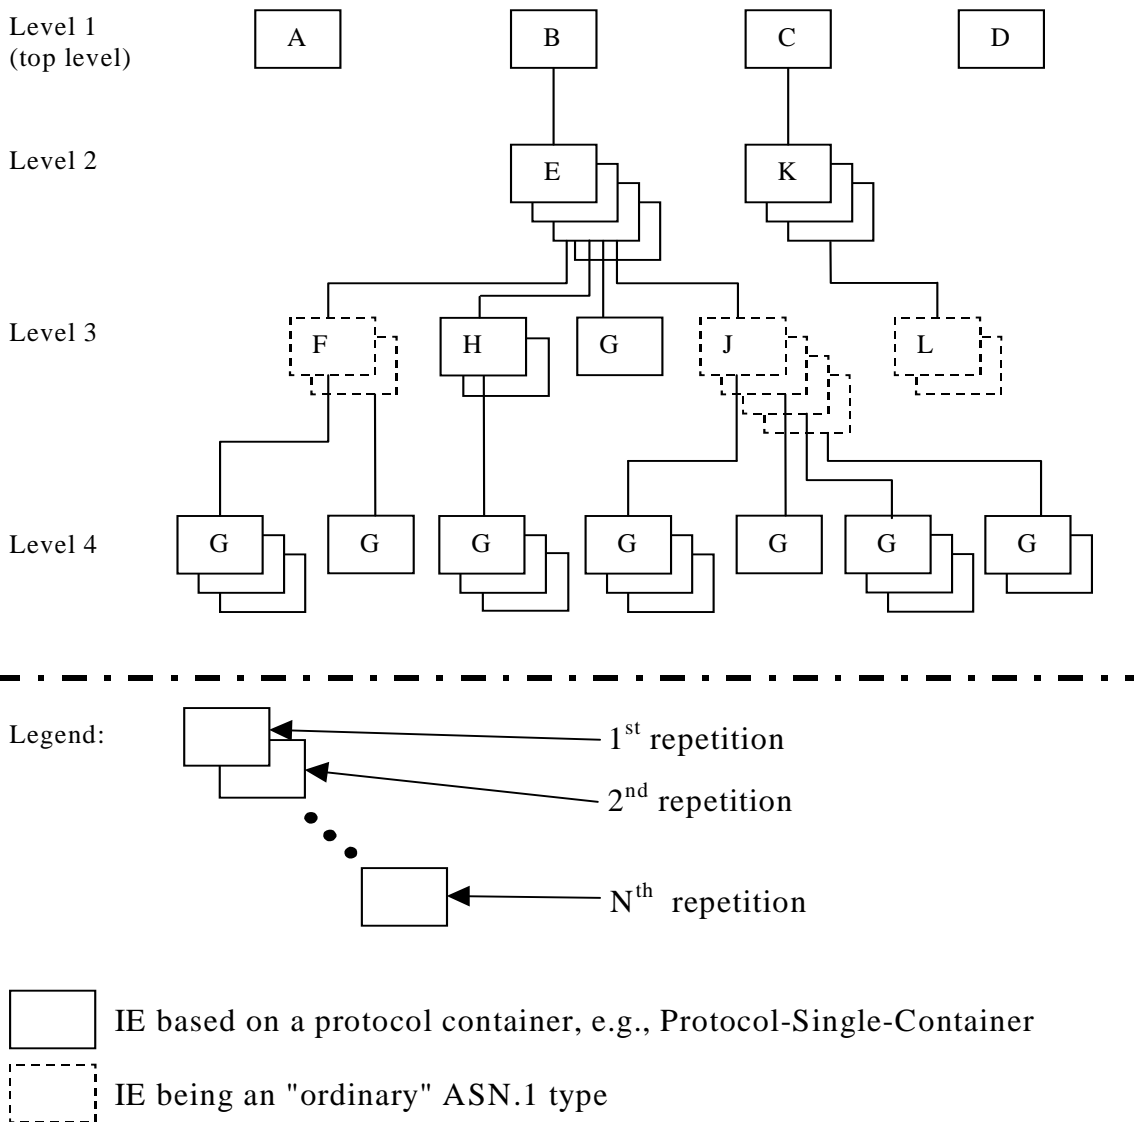 Level 1
(top level)
A B C D
Level 2
E K
Level 3
F H G J L
Level 4
G G G G G G G
Legend:
1st repetition
2nd repetition
Nth repetition
IE based on a protocol container, e.g., Protocol-Single-Container
IE being an "ordinary" ASN.1 type